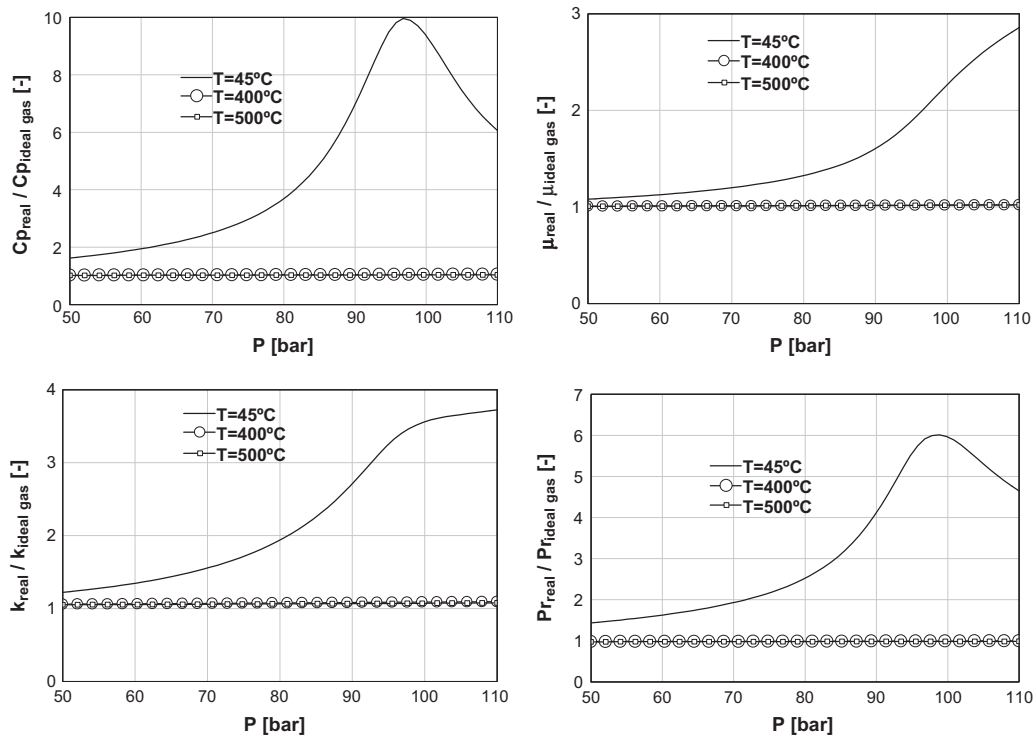 Cp_real / Cp_ideal gas [-]
10
8
6
4
2
0
T=45ºC
T=400ºC
T=500ºC
50 60 70 80 90 100 110
P [bar]
μ_real / μ_ideal gas [-]
3
2
1
0
T=45ºC
T=400ºC
T=500ºC
50 60 70 80 90 100 110
P [bar]
k_real / k_ideal gas [-]
4
3
2
1
0
T=45ºC
T=400ºC
T=500ºC
50 60 70 80 90 100 110
P [bar]
Pr_real / Pr_ideal gas [-]
7
6
5
4
3
2
1
0
T=45ºC
T=400ºC
T=500ºC
50 60 70 80 90 100 110
P [bar]